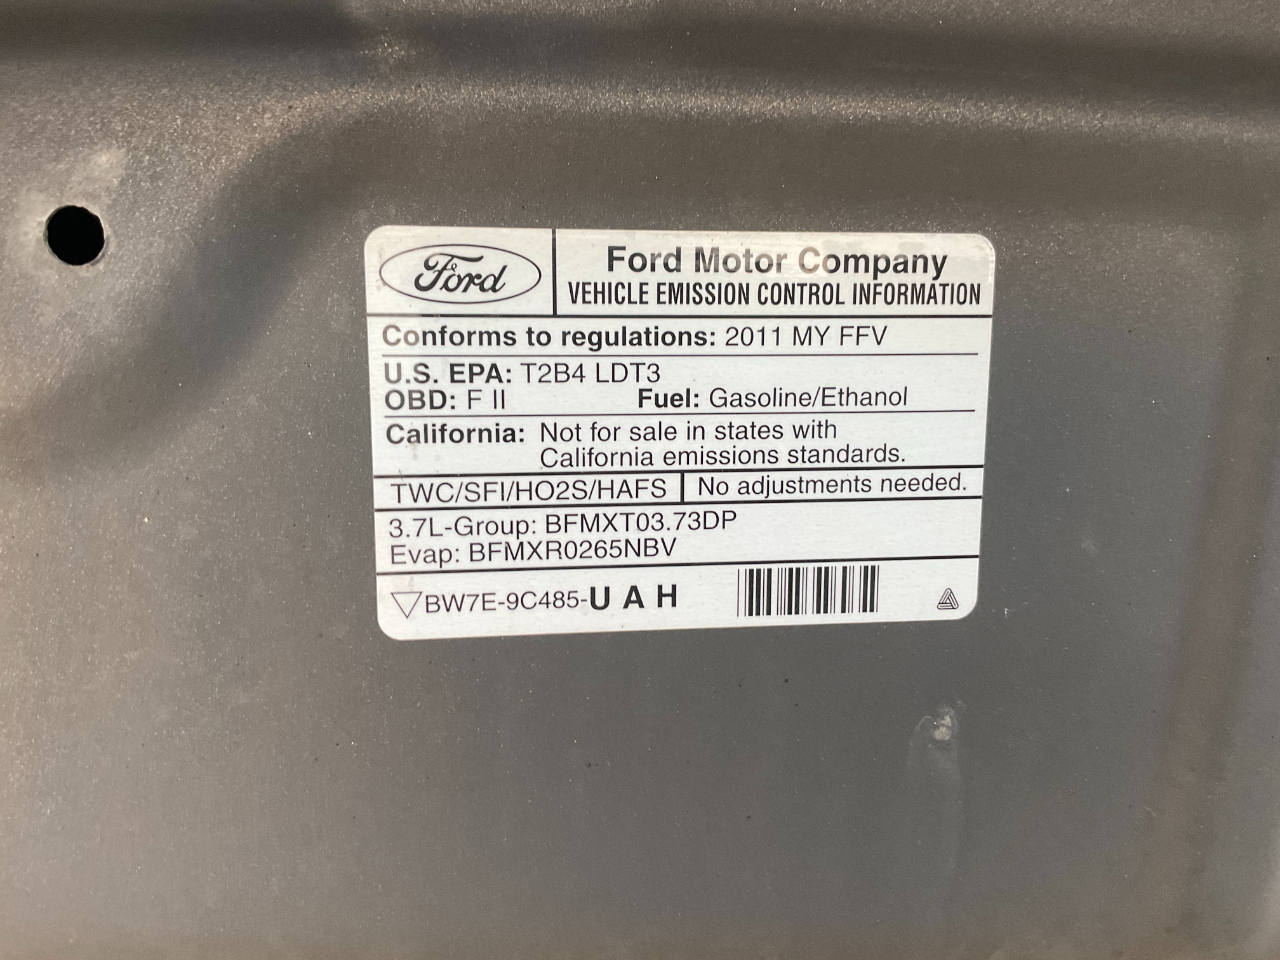 Ford
Ford Motor Company
VEHICLE EMISSION CONTROL INFORMATION
Conforms to regulations: 2011 MY FFV
U.S. EPA: T2B4 LDT3
OBD: F II Fuel: Gasoline/Ethanol
California: Not for sale in states with
California emissions standards.
TWC/SFI/HO2S/HAFS No adjustments needed.
3.7L-Group: BFMXT03.73DP
Evap: BFMXR0265NBV
BW7E-9C485-U A H